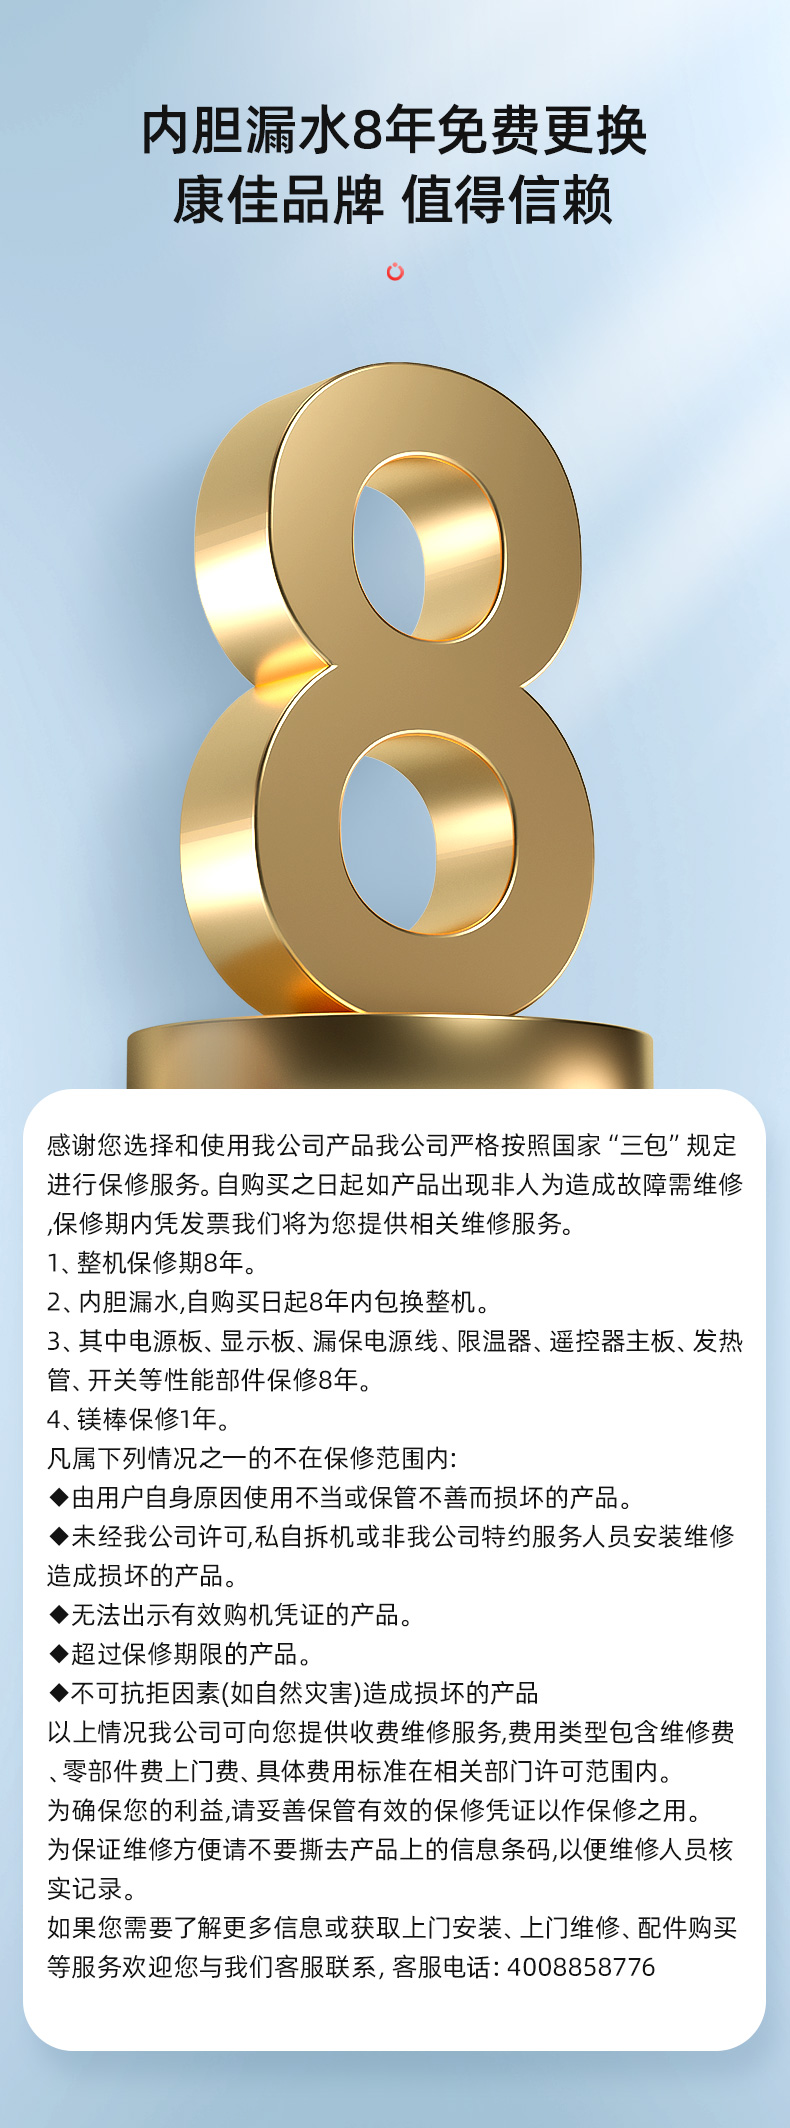 内胆漏水8年免费更换
康佳品牌 值得信赖
感谢您选择和使用我公司产品我公司严格按照国家“三包”规定
进行保修服务。自购买之日起如产品出现非人为造成故障需维修
,保修期内凭发票我们将为您提供相关维修服务。
1、整机保修期8年。
2、内胆漏水,自购买日起8年内包换整机。
3、其中电源板、显示板、漏保电源线、限温器、遥控器主板、发热
管、开关等性能部件保修8年。
4、镁棒保修1年。
凡属下列情况之一的不在保修范围内:
◆由用户自身原因使用不当或保管不善而损坏的产品。
◆未经我公司许可,私自拆机或非我公司特约服务人员安装维修
造成损坏的产品。
◆无法出示有效购机凭证的产品。
◆超过保修期限的产品。
◆不可抗拒因素(如自然灾害)造成损坏的产品
以上情况我公司可向您提供收费维修服务,费用类型包含维修费
、零部件费上门费、具体费用标准在相关部门许可范围内。
为确保您的利益,请妥善保管有效的保修凭证以作保修之用。
为保证维修方便请不要撕去产品上的信息条码,以便维修人员核
实记录。
如果您需要了解更多信息或获取上门安装、上门维修、配件购买
等服务欢迎您与我们客服联系, 客服电话: 4008858776